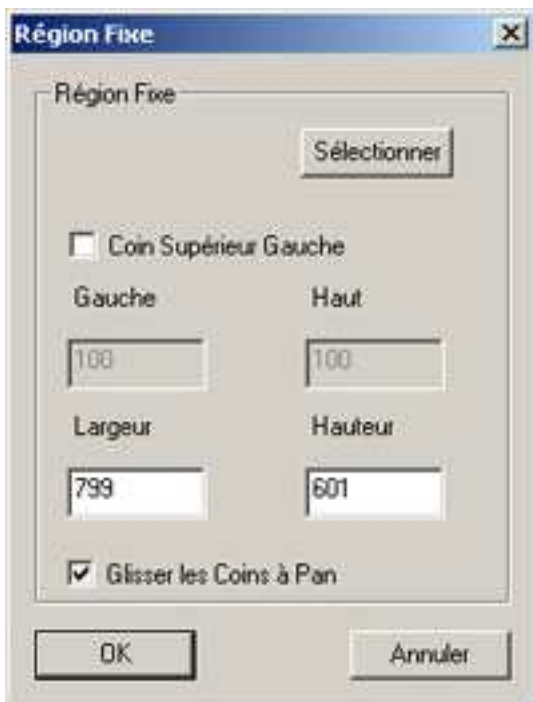 Région Fixe
Région Fixe
Sélectionner
Coin Supérieur Gauche
Gauche Haut
100 100
Largeur Hauteur
799 601
Glisser les Coins à Pan
OK Annuler